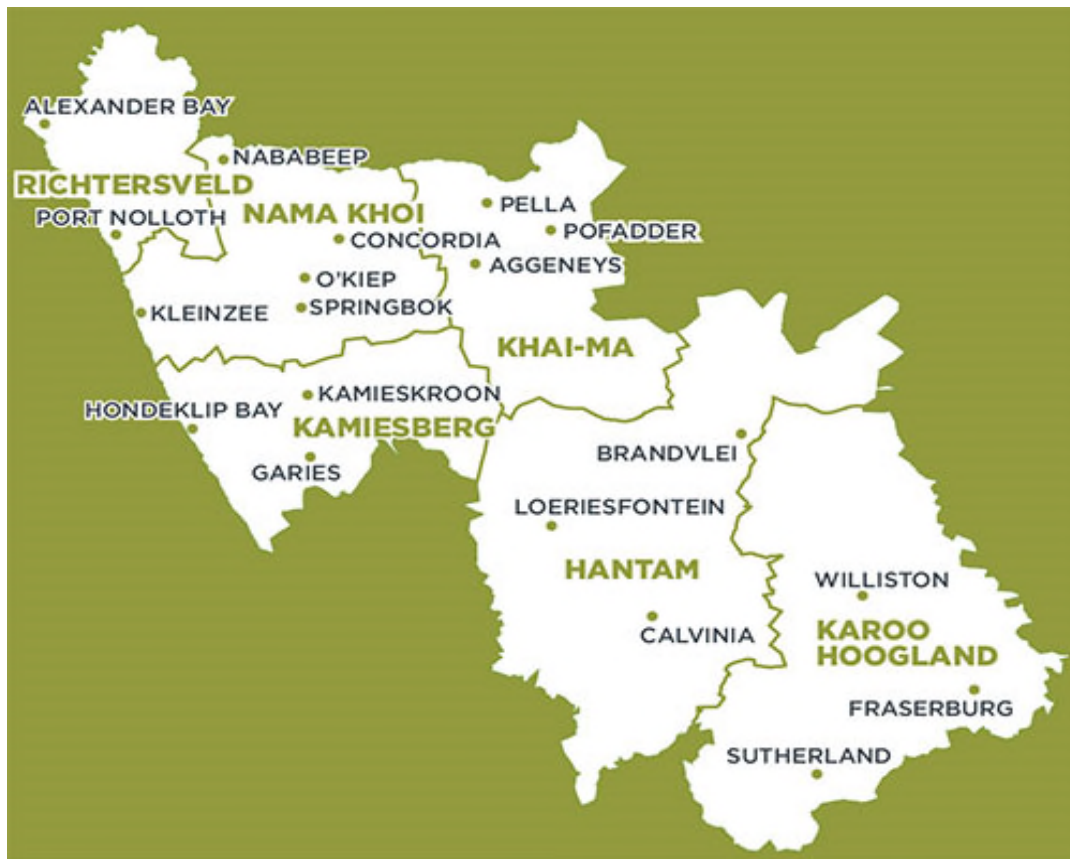 ALEXANDER BAY
NABABEEP
RICHTERSVELD
PORT NOLLOTH
NAMA KHOI
CONCORDIA
O'KIEP
SPRINGBOK
KLEINZEE
PELLA
POFADDER
AGGENEYS
KHAI-MA
KAMIESKROON
HONDEKLIP BAY
KAMIESBERG
GARIES
BRANDVLEI
LOERIESFONTEIN
HANTAM
CALVINIA
WILLISTON
KAROO
HOOGLAND
FRASERBURG
SUTHERLAND